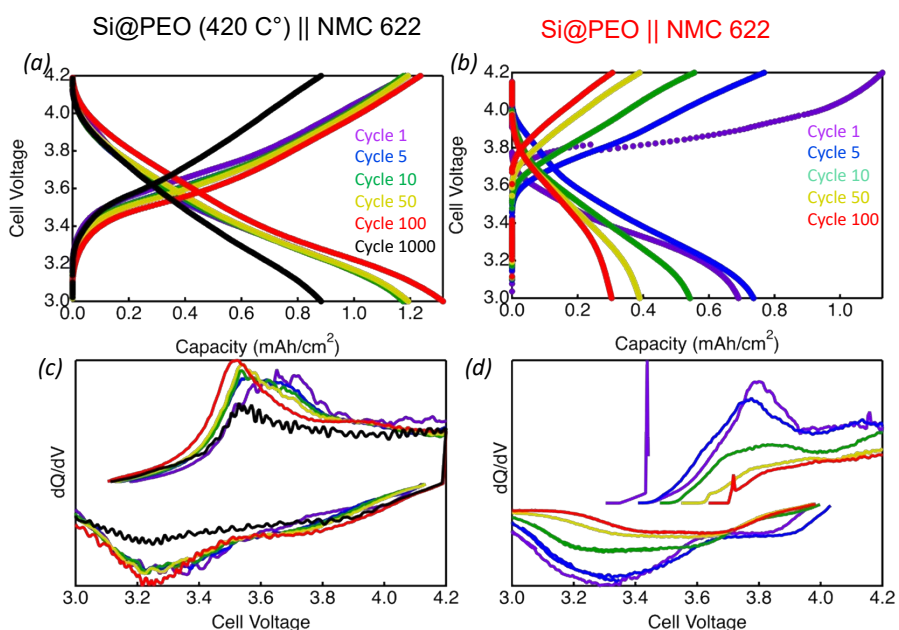 Si@PEO (420 C°) || NMC 622
Si@PEO || NMC 622
(a)
4.2
4.0
3.8
3.6
3.4
3.2
3.0
Cell Voltage
Cycle 1
Cycle 5
Cycle 10
Cycle 50
Cycle 100
Cycle 1000
0.0 0.2 0.4 0.6 0.8 1.0 1.2
Capacity (mAh/cm²)
(b)
4.2
4.0
3.8
3.6
3.4
3.2
3.0
Cell Voltage
Cycle 1
Cycle 5
Cycle 10
Cycle 50
Cycle 100
0.0 0.2 0.4 0.6 0.8 1.0
Capacity (mAh/cm²)
(c)
dQ/dV
3.0 3.2 3.4 3.6 3.8 4.0 4.2
Cell Voltage
(d)
dQ/dV
3.0 3.2 3.4 3.6 3.8 4.0 4.2
Cell Voltage